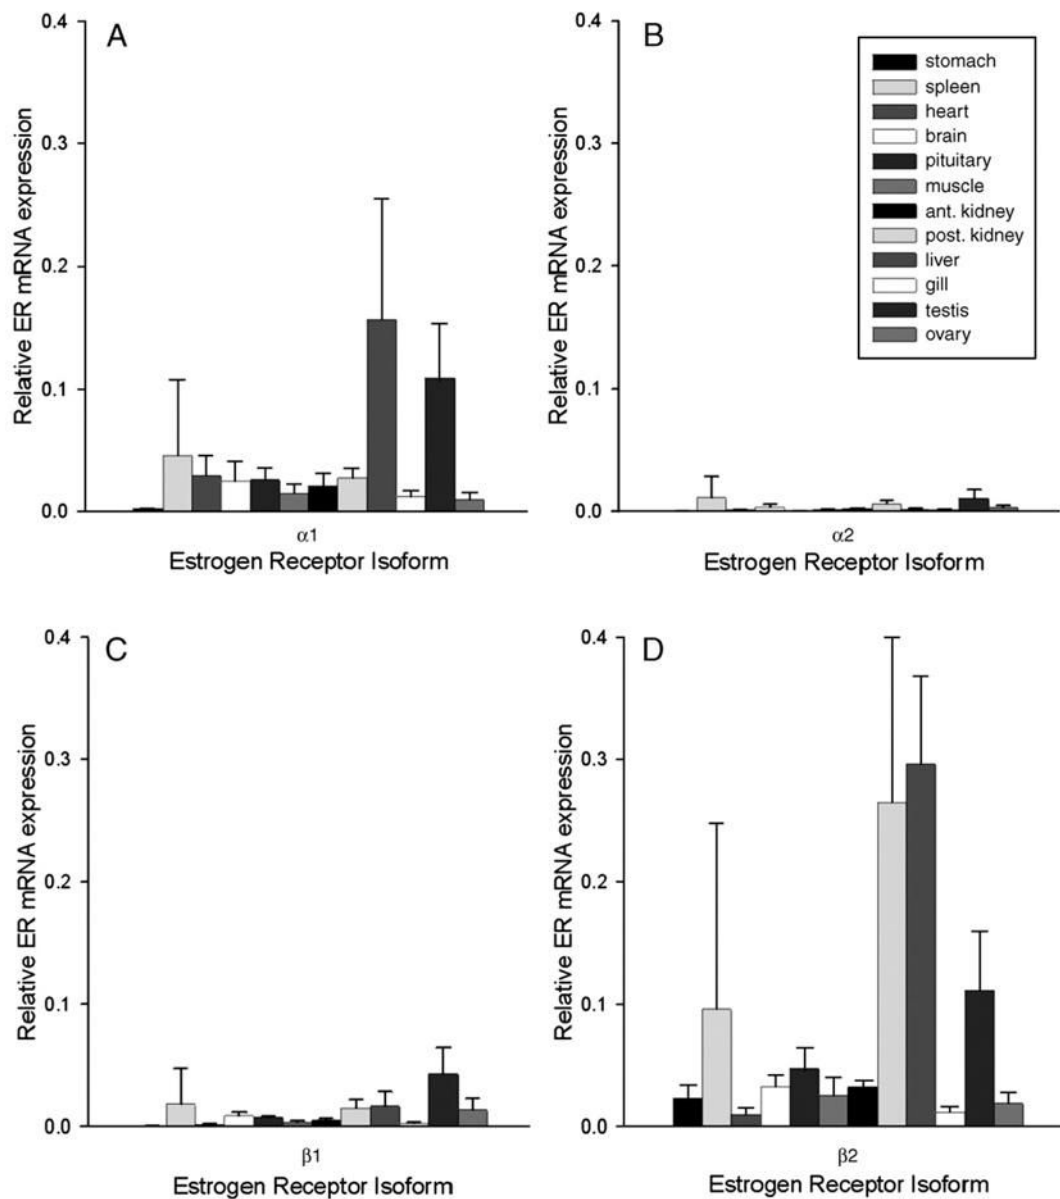 A
0.4
0.3
0.2
0.1
0.0
Relative ER mRNA expression
α1
Estrogen Receptor Isoform
B
0.4
0.3
0.2
0.1
0.0
Relative ER mRNA expression
stomach
spleen
heart
brain
pituitary
muscle
ant. kidney
post. kidney
liver
gill
testis
ovary
α2
Estrogen Receptor Isoform
C
0.4
0.3
0.2
0.1
0.0
Relative ER mRNA expression
β1
Estrogen Receptor Isoform
D
0.4
0.3
0.2
0.1
0.0
Relative ER mRNA expression
β2
Estrogen Receptor Isoform